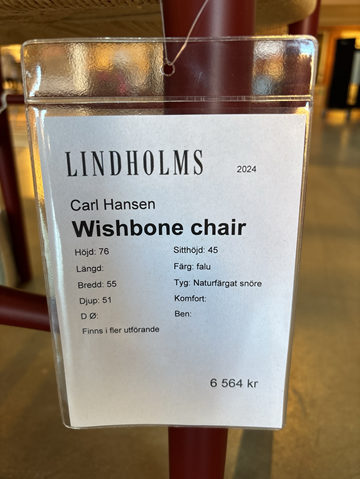 LINDHOLMS 2024
Carl Hansen
Wishbone chair
Höjd: 76 Sitthöjd: 45
Längd: Färg: falu
Bredd: 55 Tyg: Naturfärgat snöre
Djup: 51 Komfort:
D Ø: Ben:
Finns i fler utförande
6 564 kr